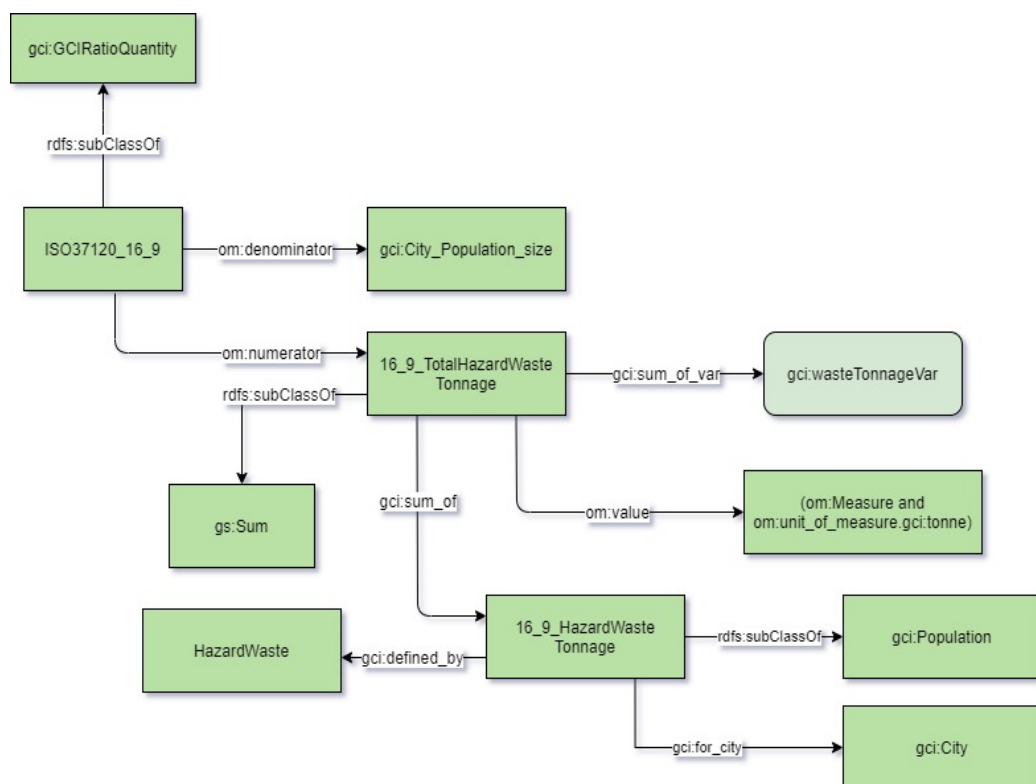 gci:GCIRatioQuantity
rdfs:subClassOf
ISO37120_16_9
om:denominator
gci:City_Population_size
om:numerator
16_9_TotalHazardWaste
Tonnage
gci:sum_of_var
gci:wasteTonnageVar
rdfs:subClassOf
gci:sum_of
gs:Sum
om:value
(om:Measure and
om:unit_of_measure.gci:tonne)
HazardWaste
gci:defined_by
16_9_HazardWaste
Tonnage
rdfs:subClassOf
gci:Population
gci:for_city
gci:City